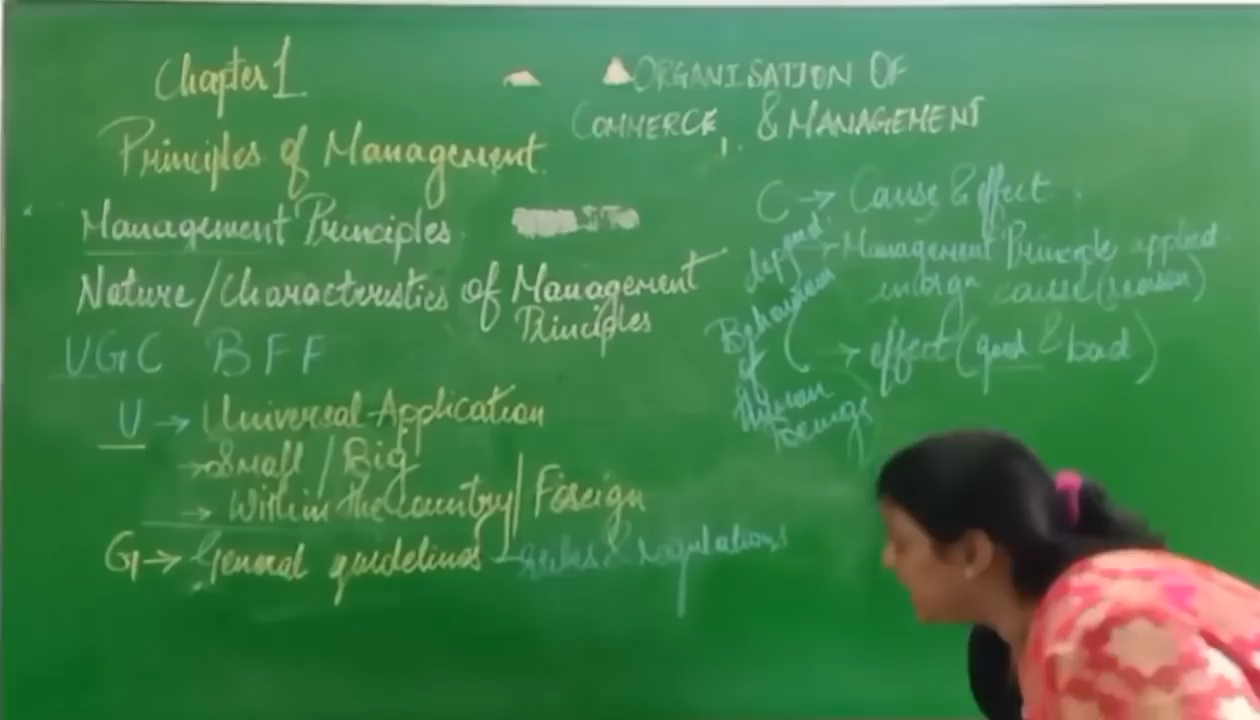 Chapter 1
ORGANISATION OF
COMMERCE, & MANAGEMENT
Principles of Management
Management Principles
Nature/Characteristics of Management
Principles
UGC BFF
U → Universal Application
→ Small / Big
→ Within the country / Foreign
G → General guidelines → Rules & regulations
C → Cause & effect
→ Management Principle applied
cause (reason)
→ effect (good & bad)
depend
Behaviour
of
Human
beings